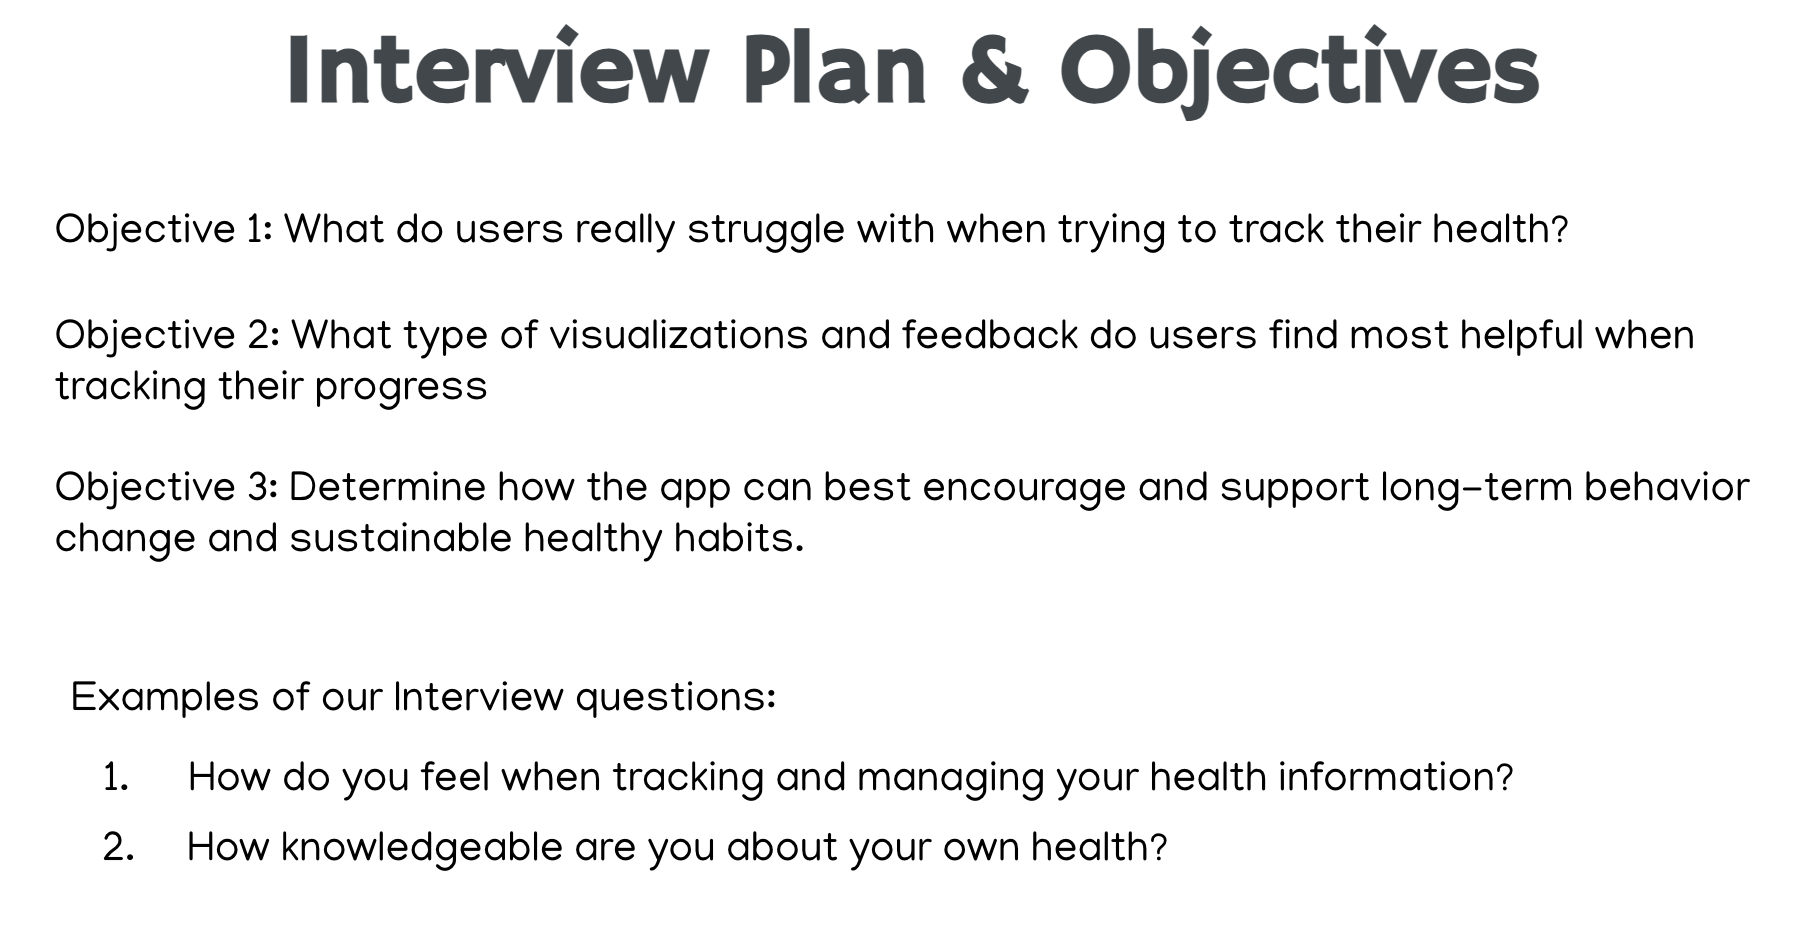 Interview Plan & Objectives
Objective 1: What do users really struggle with when trying to track their health?
Objective 2: What type of visualizations and feedback do users find most helpful when
tracking their progress
Objective 3: Determine how the app can best encourage and support long-term behavior
change and sustainable healthy habits.
Examples of our Interview questions:
1. How do you feel when tracking and managing your health information?
2. How knowledgeable are you about your own health?